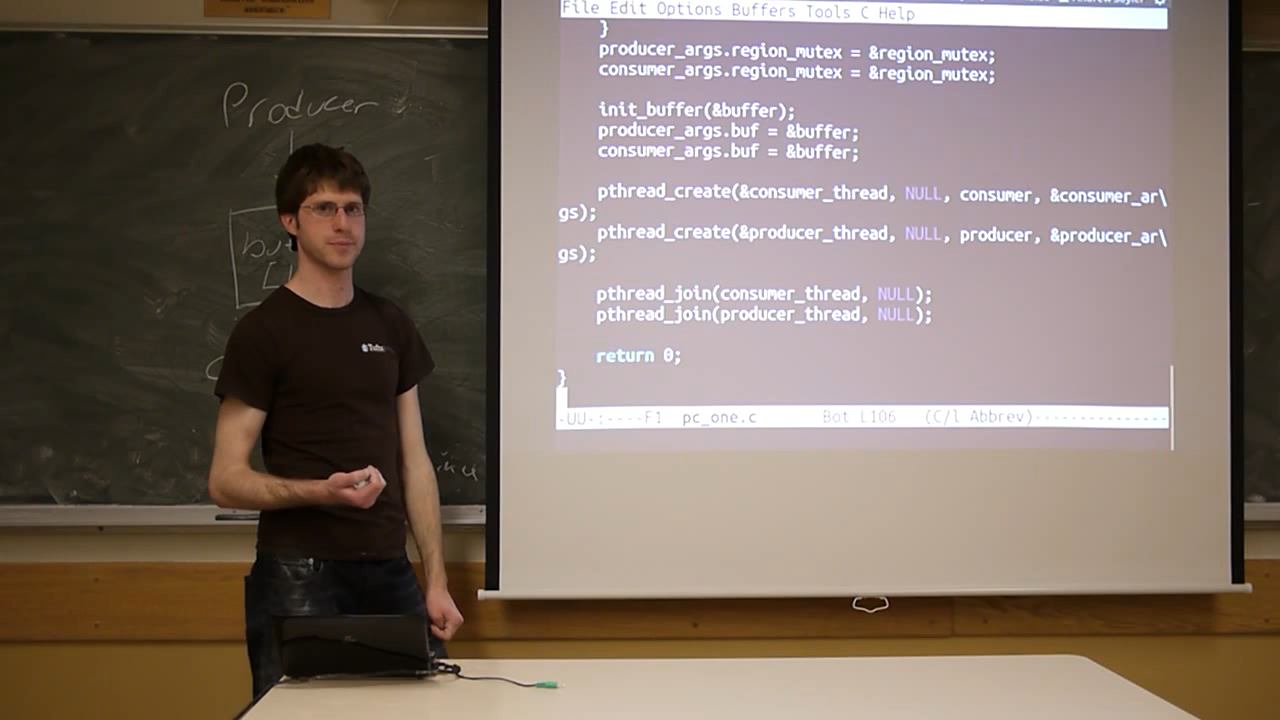 assistance"
File Edit Options Buffers Tools C Help
}
producer_args.region_mutex = &region_mutex;
consumer_args.region_mutex = &region_mutex;
init_buffer(&buffer);
producer_args.buf = &buffer;
consumer_args.buf = &buffer;
pthread_create(&consumer_thread, NULL, consumer, &consumer_ar\
gs);
pthread_create(&producer_thread, NULL, producer, &producer_ar\
gs);
pthread_join(consumer_thread, NULL);
pthread_join(producer_thread, NULL);
return 0;
}
-UU-:----F1 pc_one.c Bot L106 (C/l Abbrev)---------------
Producer
Tufts